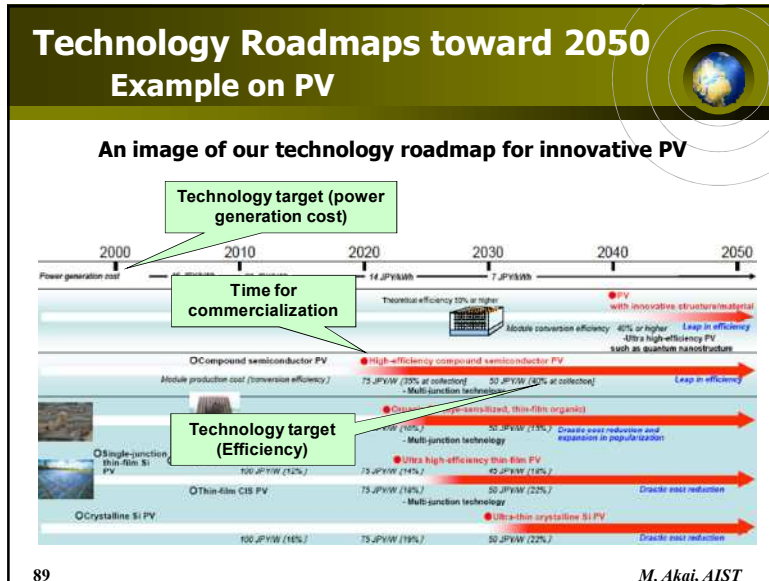 Technology Roadmaps toward 2050
Example on PV
An image of our technology roadmap for innovative PV
Technology target (power
generation cost)
2000 2010 2020 2030 2040 2050
Power generation cost 14 JPY/kWh 7 JPY/kWh
Time for
commercialization
Theoretical efficiency 50% or higher
PV
with innovative structure/material
Module conversion efficiency 40% or higher Leap in efficiency
-Ultra high-efficiency PV
such as quantum nanostructure
Compound semiconductor PV High-efficiency compound semiconductor PV
Module production cost (conversion efficiency) 75 JPY/W (35% at collection) 50 JPY/W (40% at collection) Leap in efficiency
- Multi-junction technology
Technology target
(Efficiency)
-sensitized, thin-film organic)
50 JPY/W (15%) Drastic cost reduction and
expansion in popularization
- Multi-junction technology
Single-junction
thin-film Si
PV
Ultra high-efficiency thin-film PV
100 JPY/W (12%) 75 JPY/W (14%) 45 JPY/W (18%)
Thin-film CIS PV 75 JPY/W (18%) 50 JPY/W (22%) Drastic cost reduction
- Multi-junction technology
Crystalline Si PV Ultra-thin crystalline Si PV
100 JPY/W (16%) 75 JPY/W (19%) 50 JPY/W (22%) Drastic cost reduction
89 M. Akai, AIST